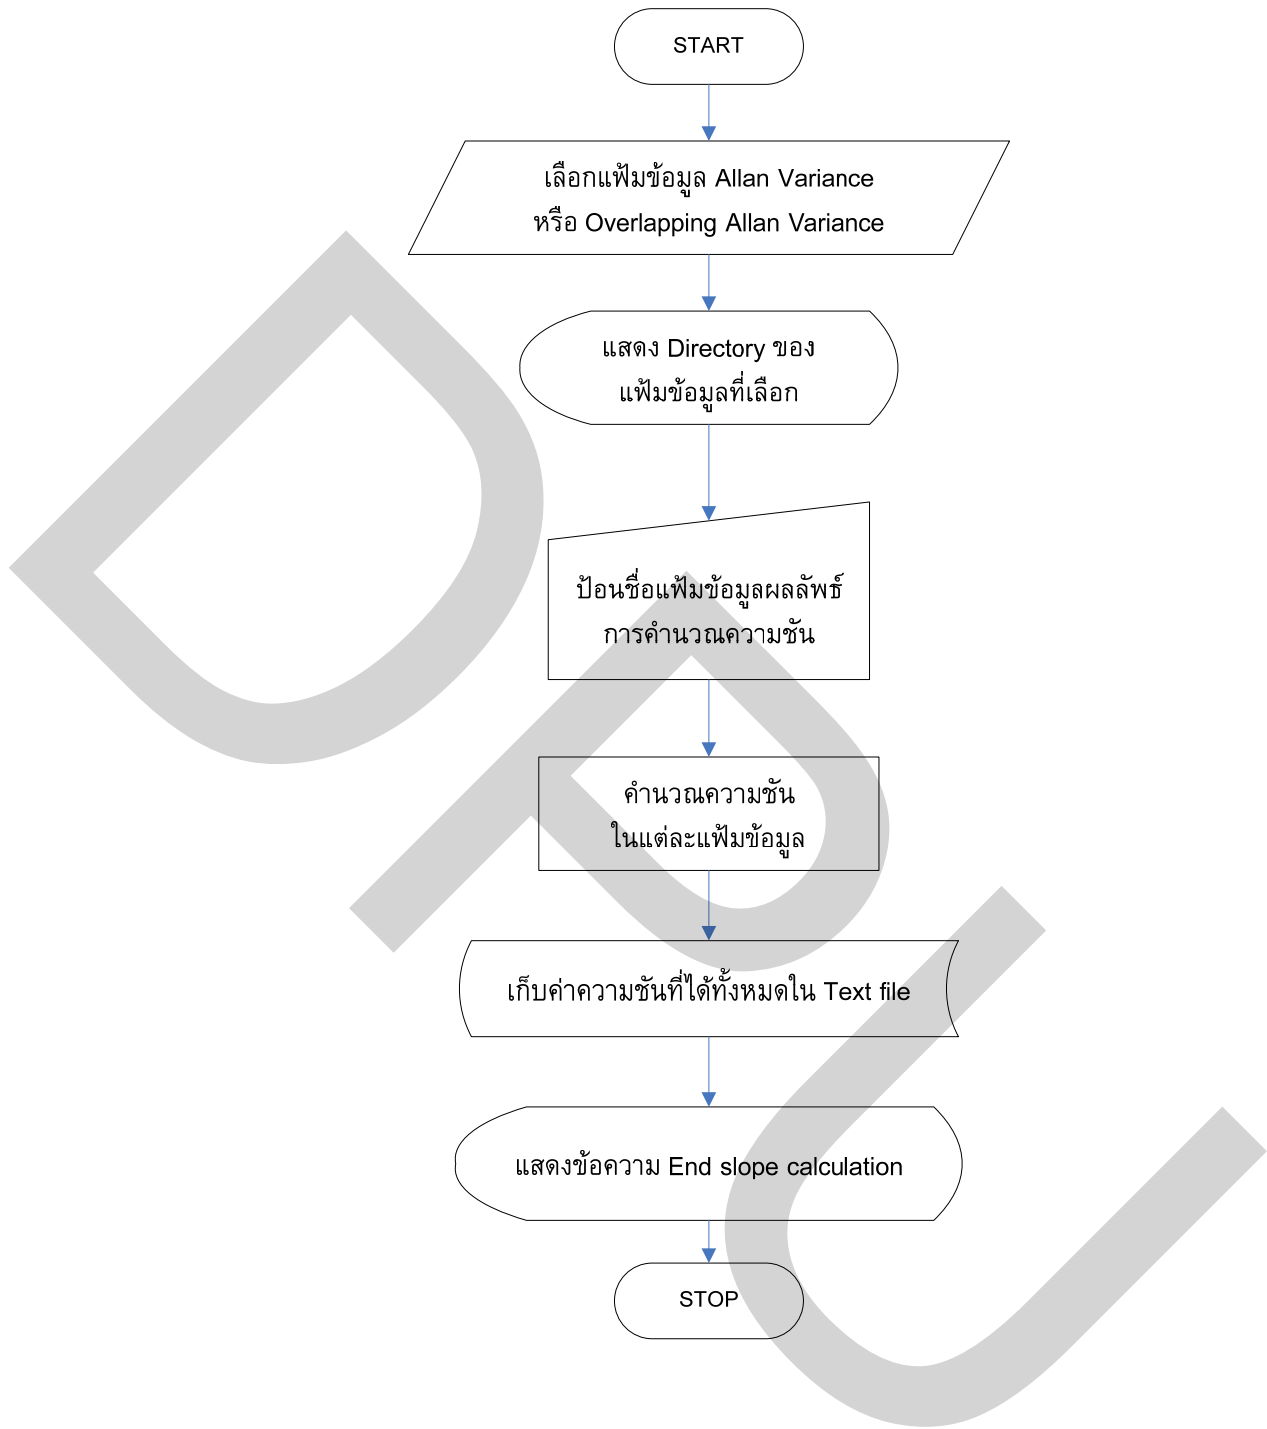 START
เลือกแฟ้มข้อมูล Allan Variance
หรือ Overlapping Allan Variance
แสดง Directory ของ
แฟ้มข้อมูลที่เลือก
ป้อนชื่อแฟ้มข้อมูลผลลัพธ์
การคำนวณความชัน
คำนวณความชัน
ในแต่ละแฟ้มข้อมูล
เก็บค่าความชันที่ได้ทั้งหมดใน Text file
แสดงข้อความ End slope calculation
STOP
DPU